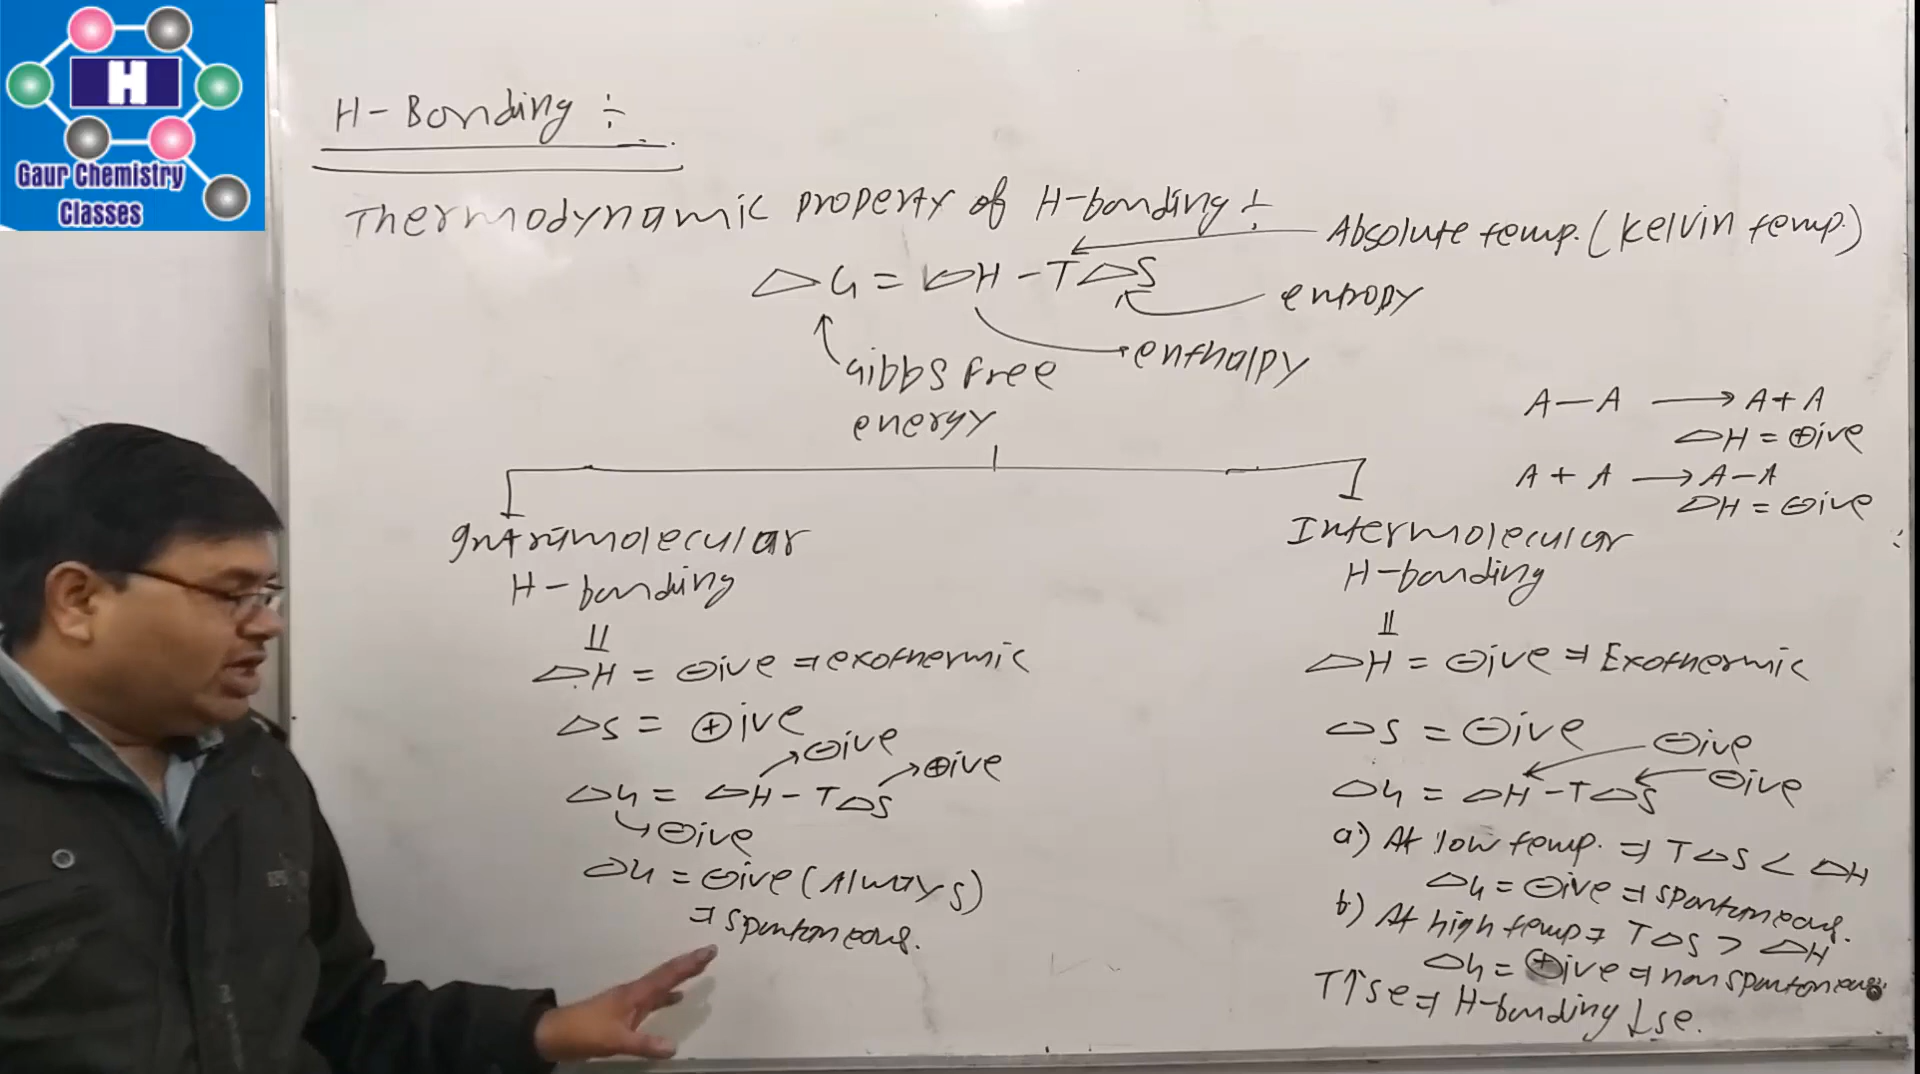 H
Gaur Chemistry
Classes
H-Bonding ÷
Thermodynamic property of H-bonding ÷
Absolute temp. (Kelvin temp.)
△G = △H - T△S
entropy
enthalpy
Gibbs free
energy
A—A → A+A
△H = ⊕ive
A + A → A-A
△H = ⊖ive
Intramolecular
H-bonding
△H = ⊖ive ⇒ exothermic
△S = ⊕ive
⊖ive
⊕ive
△G = △H - T△S
⊖ive
△G = ⊖ive (Always)
⇒ spontaneous.
Intermolecular
H-bonding
△H = ⊖ive ⇒ Exothermic
△S = ⊖ive
⊖ive
⊖ive
△G = △H - T△S
a) At low temp. ⇒ T△S < △H
△G = ⊖ive ⇒ spontaneous.
b) At high temp ⇒ T△S > △H
△G = ⊕ive ⇒ non spontaneous.
T↑se ⇒ H-bonding ↓se.